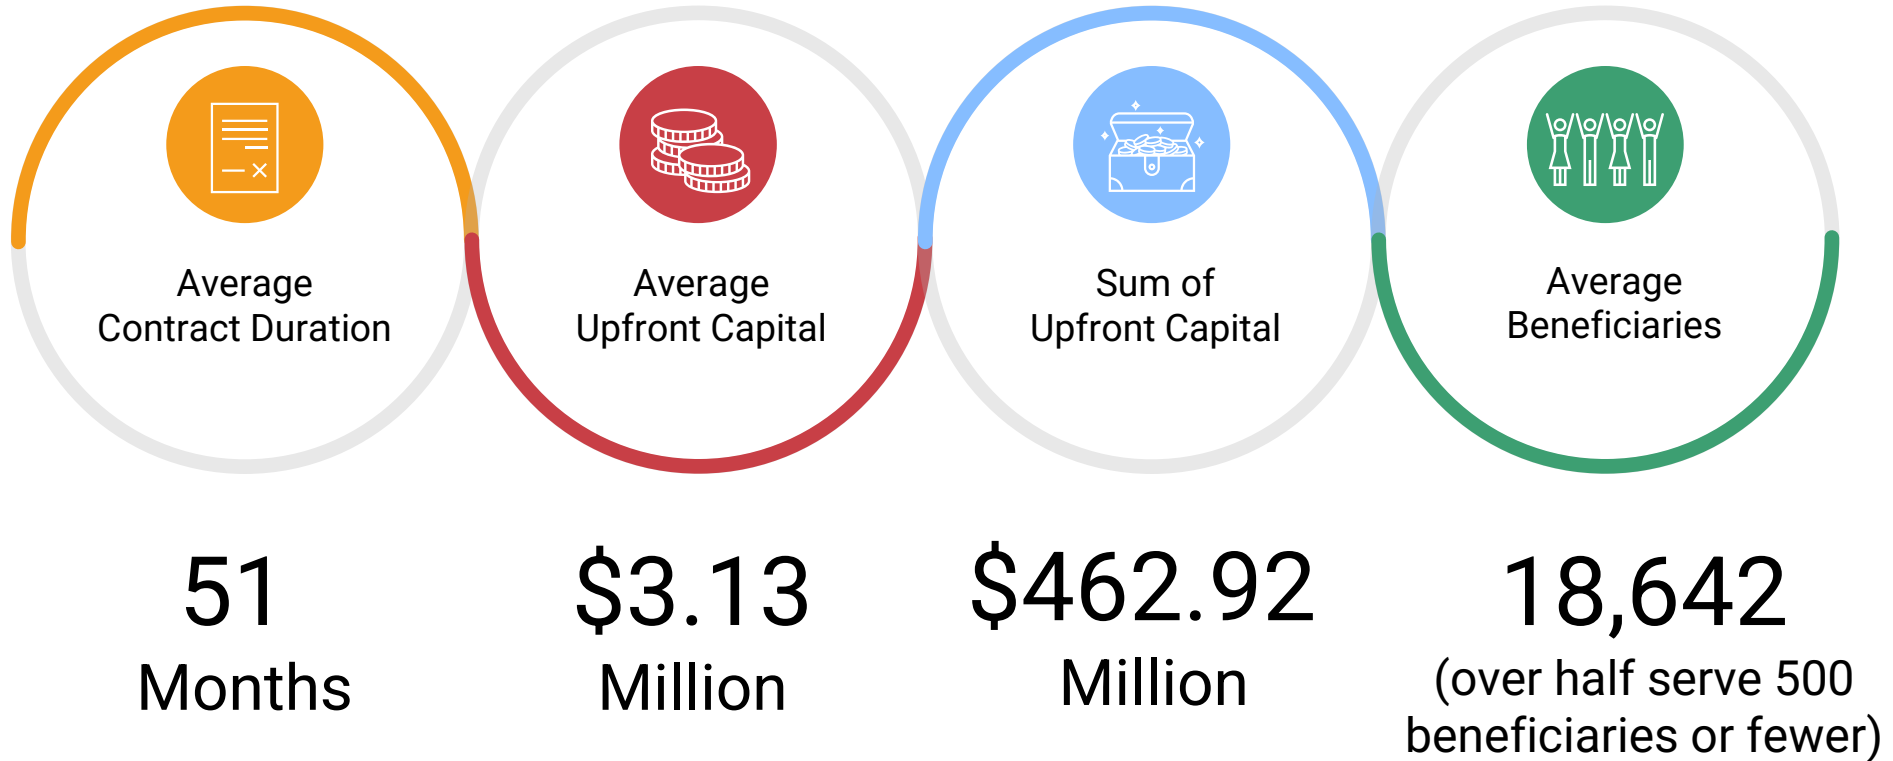 Average
Contract Duration
51
Months
Average
Upfront Capital
$3.13
Million
Sum of
Upfront Capital
$462.92
Million
Average
Beneficiaries
18,642
(over half serve 500
beneficiaries or fewer)